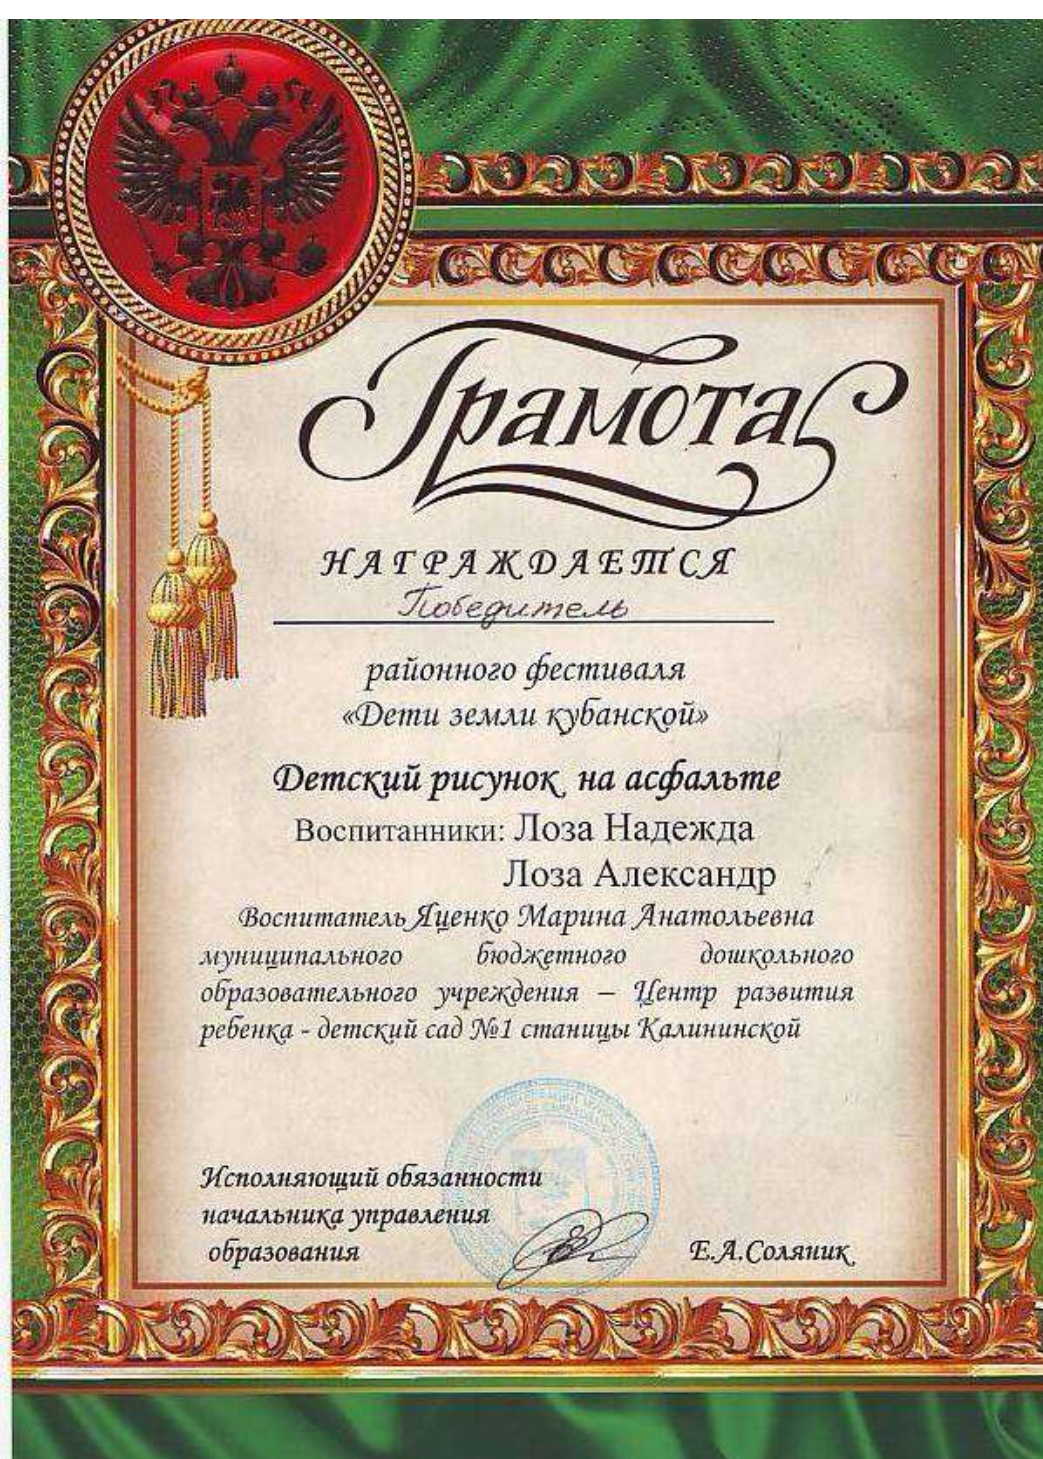 Грамота
НАГРАЖДАЕТСЯ
Победитель
районного фестиваля
«Дети земли кубанской»
Детский рисунок на асфальте
Воспитанники: Лоза Надежда
Лоза Александр
Воспитатель Яценко Марина Анатольевна
муниципального бюджетного дошкольного
образовательного учреждения – Центр развития
ребенка - детский сад №1 станицы Калининской
Исполняющий обязанности
начальника управления
образования Е.А.Соляник